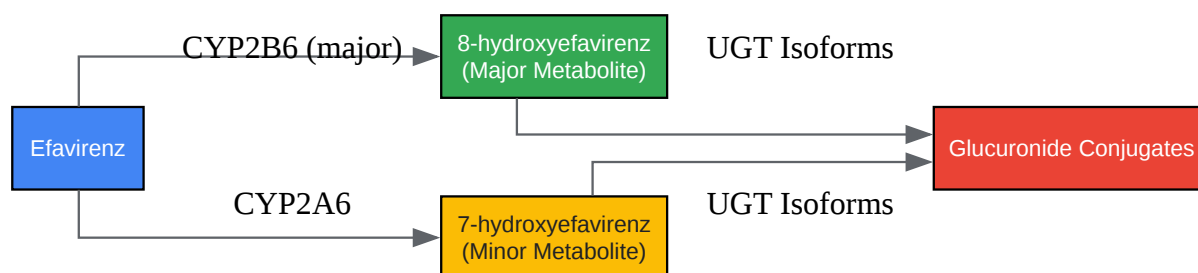 CYP2B6 (major)
8-hydroxyefavirenz
(Major Metabolite)
UGT Isoforms
Efavirenz
Glucuronide Conjugates
CYP2A6
7-hydroxyefavirenz
(Minor Metabolite)
UGT Isoforms